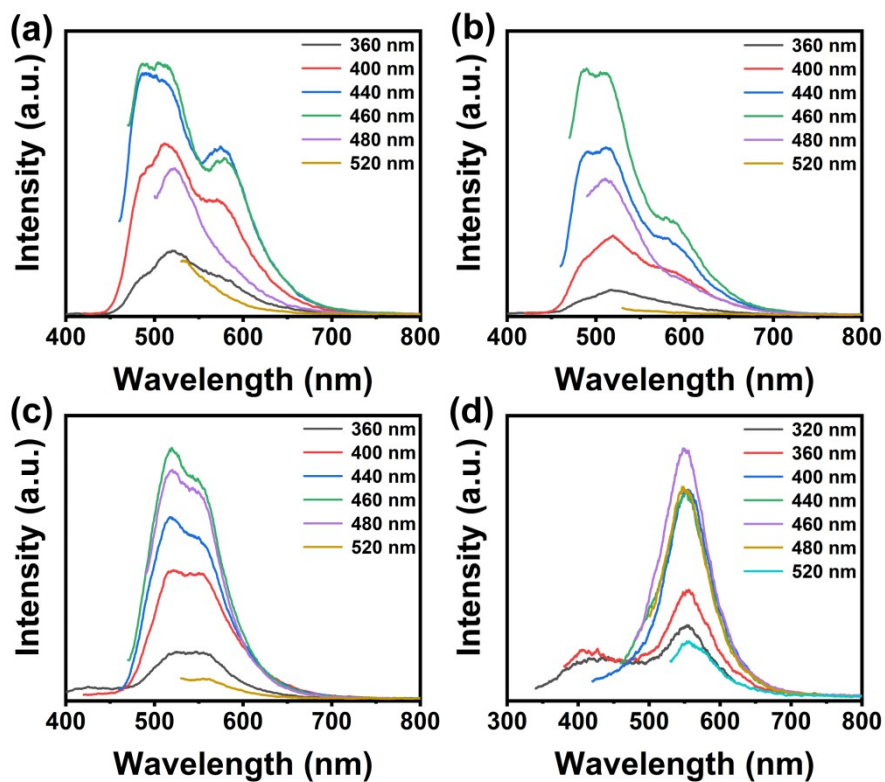 (a)
Intensity (a.u.)
360 nm
400 nm
440 nm
460 nm
480 nm
520 nm
400 500 600 700 800
Wavelength (nm)
(b)
Intensity (a.u.)
360 nm
400 nm
440 nm
460 nm
480 nm
520 nm
400 500 600 700 800
Wavelength (nm)
(c)
Intensity (a.u.)
360 nm
400 nm
440 nm
460 nm
480 nm
520 nm
400 500 600 700 800
Wavelength (nm)
(d)
Intensity (a.u.)
320 nm
360 nm
400 nm
440 nm
460 nm
480 nm
520 nm
300 400 500 600 700 800
Wavelength (nm)